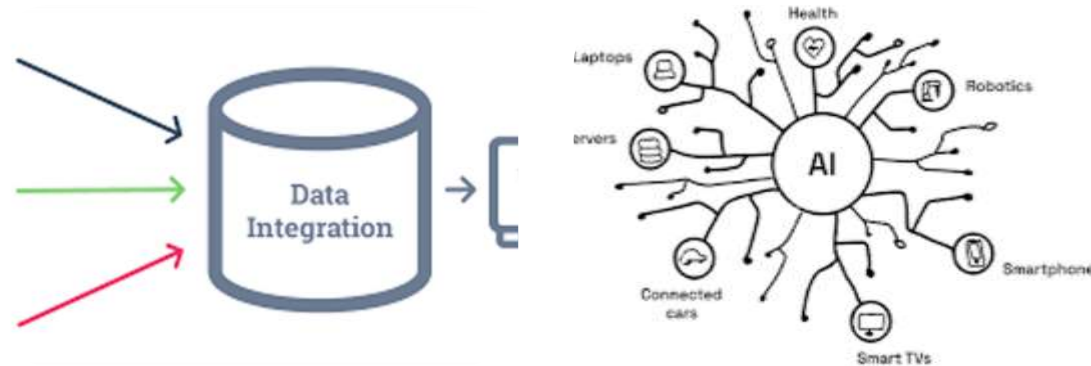 Data
Integration
Health
Laptops
Robotics
ervers
AI
Smartphone
Connected
cars
Smart TVs